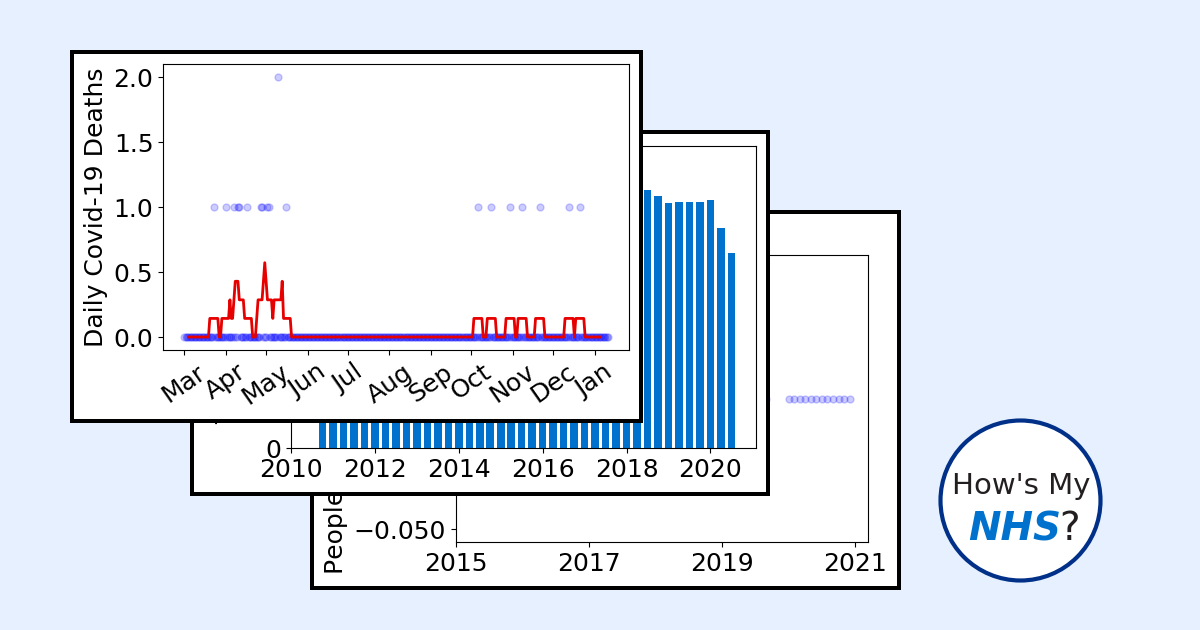 Daily Covid-19 Deaths
2.0
1.5
1.0
0.5
0.0
Mar Apr May Jun Jul Aug Sep Oct Nov Dec Jan
0
2010 2012 2014 2016 2018 2020
People
−0.050
2015 2017 2019 2021
How's My
NHS?